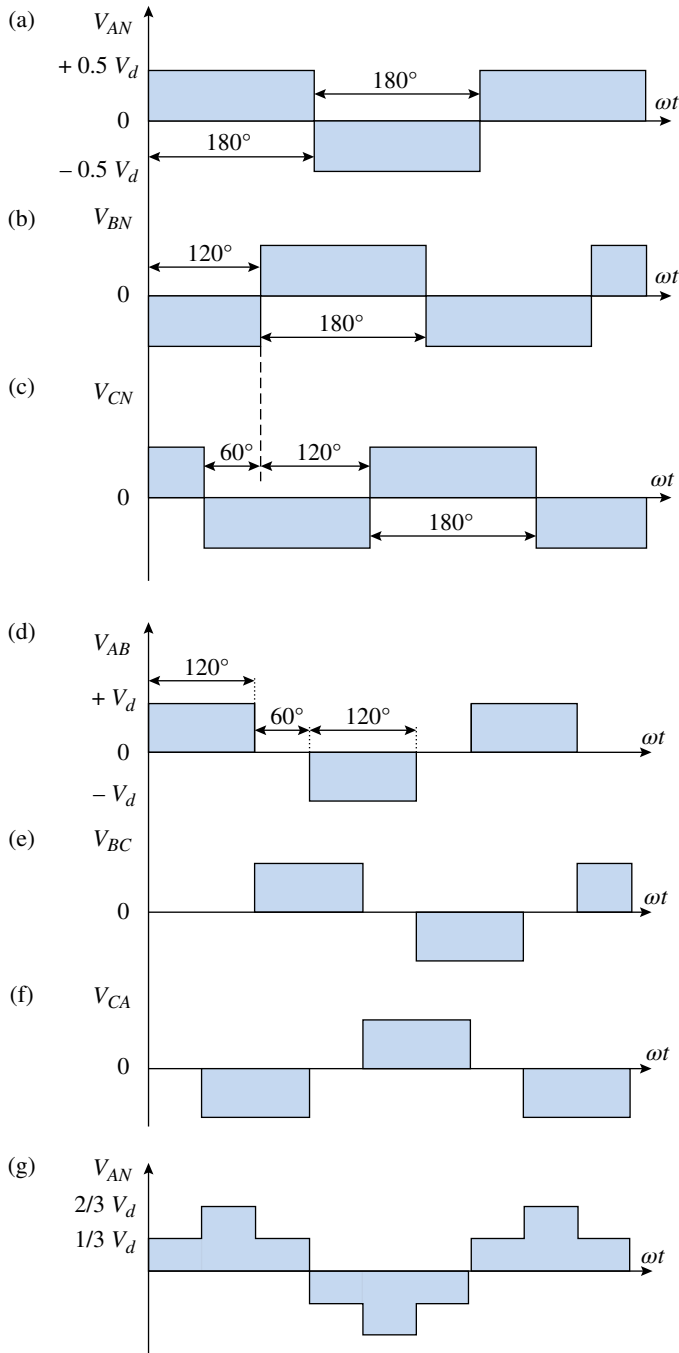 (a)
V_AN
+ 0.5 V_d
180°
0
ωt
180°
– 0.5 V_d
(b)
V_BN
120°
ωt
0
180°
(c)
V_CN
60°
120°
ωt
0
180°
(d)
V_AB
120°
+ V_d
60°
120°
ωt
0
– V_d
(e)
V_BC
ωt
0
(f)
V_CA
ωt
0
(g)
V_AN
2/3 V_d
1/3 V_d
ωt